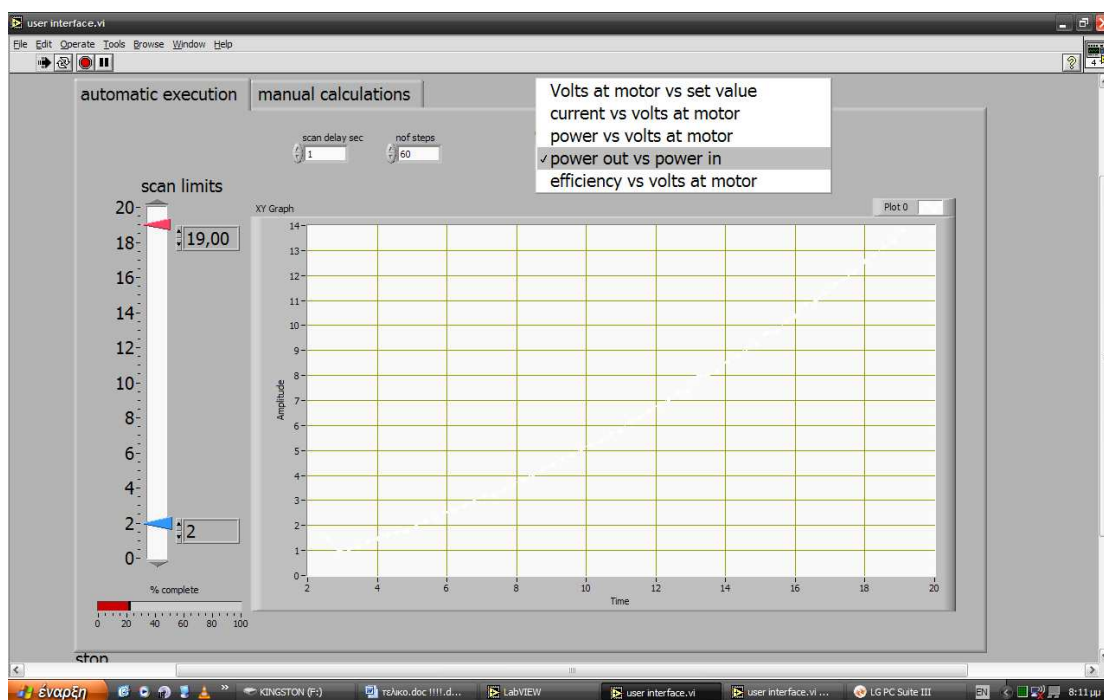 user interface.vi
File Edit Operate Tools Browse Window Help
4
automatic execution
manual calculations
Volts at motor vs set value
current vs volts at motor
power vs volts at motor
✓power out vs power in
efficiency vs volts at motor
scan delay sec
nof steps
1
60
scan limits
20
18
16
14
12
10
8
6
4
2
0
19,00
2
XY Graph
Plot 0
14
13
12
11
10
9
8
7
6
5
4
3
2
1
0
Amplitude
2 4 6 8 10 12 14 16 18 20
Time
% complete
0 20 40 60 80 100
stop
έναρξη
»
KINGSTON (F:)
τελικο.doc !!!!.d...
LabVIEW
user interface.vi
user interface.vi ...
LG PC Suite III
EN
8:11 μμ